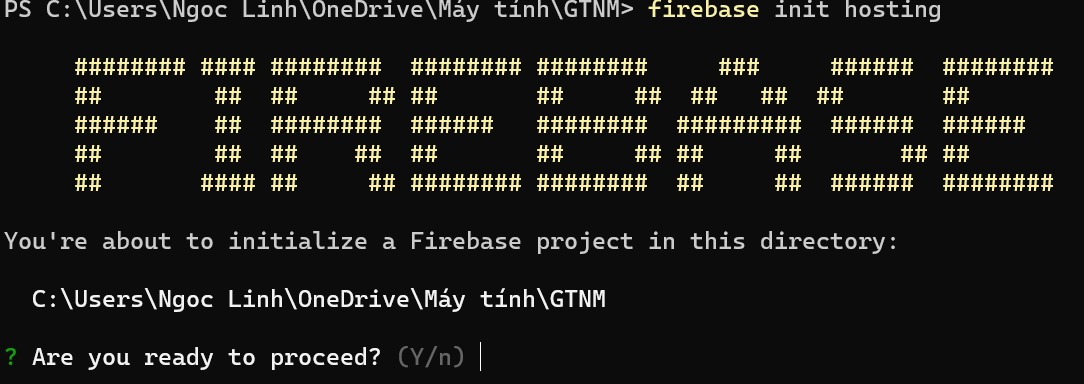 PS C:\Users\Ngoc Linh\OneDrive\Máy tính\GTNM> firebase init hosting
FIREBASE
You're about to initialize a Firebase project in this directory:
C:\Users\Ngoc Linh\OneDrive\Máy tính\GTNM
? Are you ready to proceed? (Y/n)